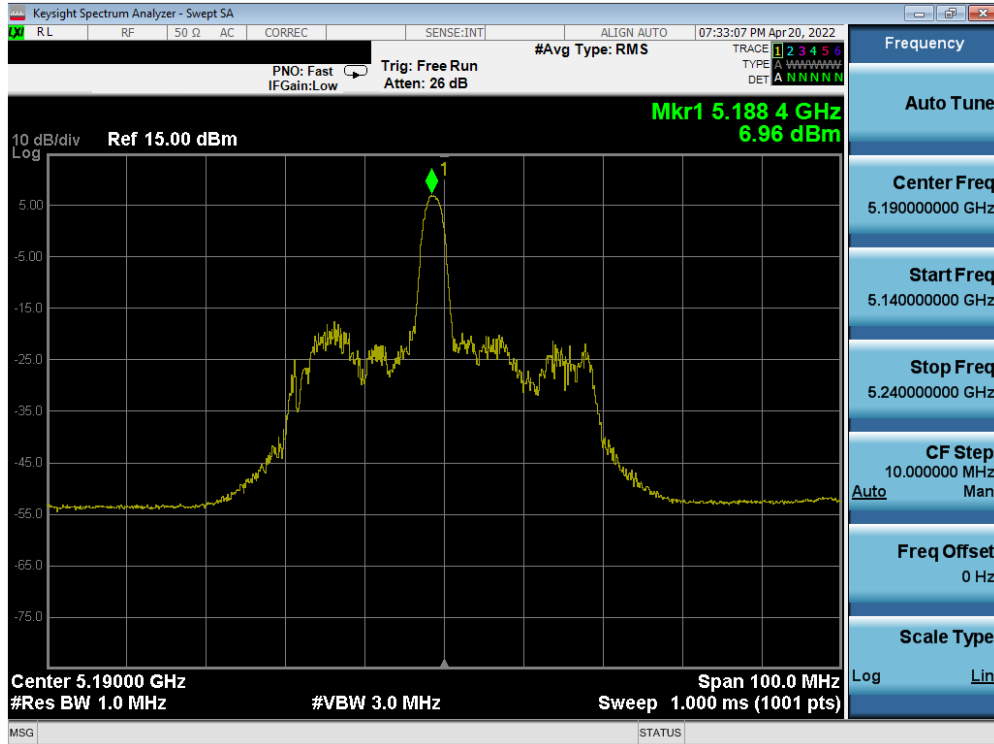 Keysight Spectrum Analyzer - Swept SA
LXI RL RF 50 Ω AC CORREC SENSE:INT ALIGN AUTO 07:33:07 PM Apr 20, 2022
PNO: Fast
IFGain:Low
Trig: Free Run
Atten: 26 dB
#Avg Type: RMS
TRACE 1 2 3 4 5 6
TYPE A WWWWW
DET A N N N N N
Mkr1 5.188 4 GHz
6.96 dBm
10 dB/div Ref 15.00 dBm
Log
1
5.00
-5.00
-15.0
-25.0
-35.0
-45.0
-55.0
-65.0
-75.0
Center 5.19000 GHz Span 100.0 MHz
#Res BW 1.0 MHz #VBW 3.0 MHz Sweep 1.000 ms (1001 pts)
MSG STATUS
Frequency
Auto Tune
Center Freq
5.190000000 GHz
Start Freq
5.140000000 GHz
Stop Freq
5.240000000 GHz
CF Step
10.000000 MHz
Auto Man
Freq Offset
0 Hz
Scale Type
Log Lin